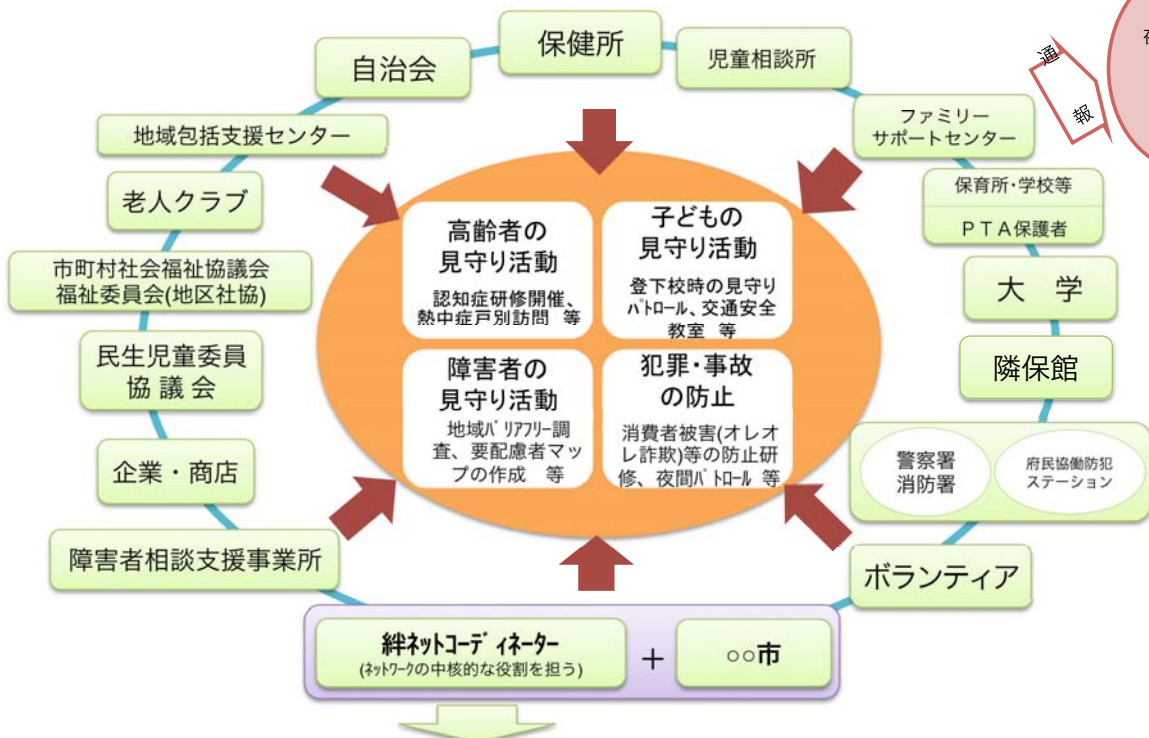 保健所
自治会
児童相談所
通
報
地域包括支援センター
ファミリー
サポートセンター
老人クラブ
保育所・学校等
PTA保護者
市町村社会福祉協議会
福祉委員会(地区社協)
大　学
民生児童委員
協 議 会
隣保館
企業・商店
警察署
消防署
府民協働防犯
ステーション
障害者相談支援事業所
ボランティア
高齢者の
見守り活動
認知症研修開催、
熱中症戸別訪問　等
子どもの
見守り活動
登下校時の見守り
ﾊﾟﾄﾛｰﾙ、交通安全
教室　等
障害者の
見守り活動
地域ﾊﾞﾘｱﾌﾘｰ調
査、要配慮者マッ
プの作成　等
犯罪・事故
の防止
消費者被害(オレオ
レ詐欺)等の防止研
修、夜間ﾊﾟﾄﾛｰﾙ 等
絆ネットコーディネーター
(ﾈｯﾄﾜｰｸの中核的な役割を担う)
＋
○○市